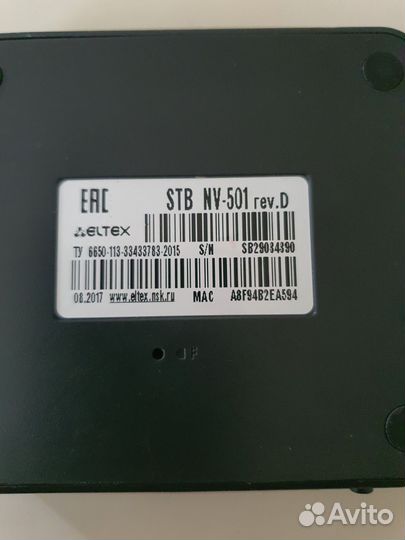 EAC STB NV-501 rev.D
ELTEX
ТУ 6650-113-33433783-2015 S/N SB29034390
08.2017 www.eltex.nsk.ru MAC A8F94B2EA594
F
Avito